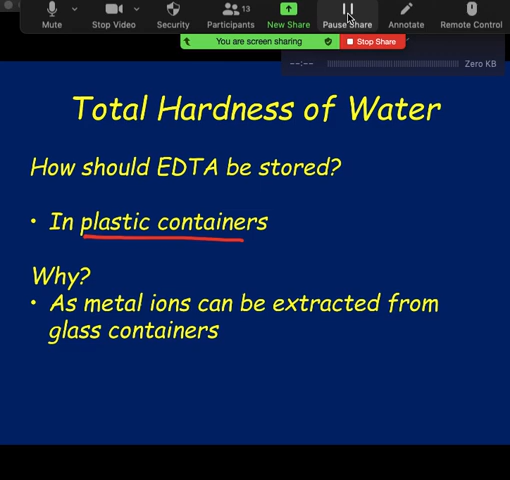 Mute
Stop Video
Security
Participants
13
New Share
Pause Share
Annotate
Remote Control
You are screen sharing
Stop Share
--:--
Zero KB
Total Hardness of Water
How should EDTA be stored?
• In plastic containers
Why?
• As metal ions can be extracted from
glass containers